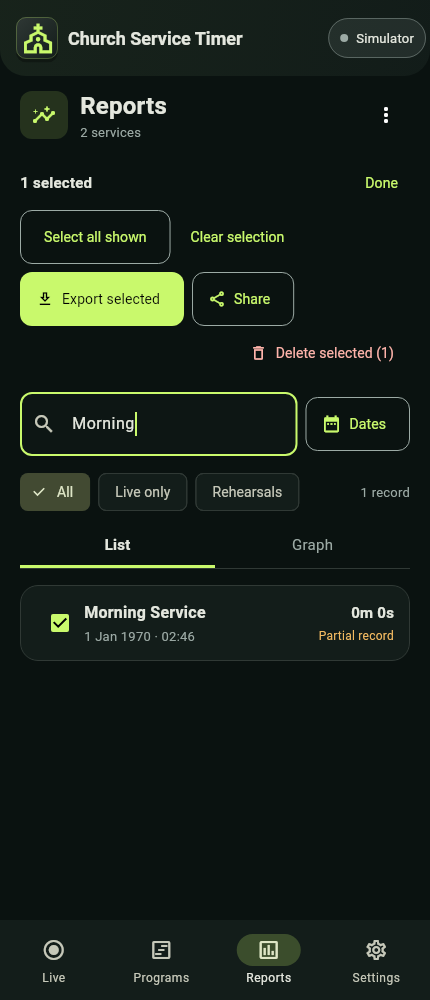 Church Service Timer
Simulator
Reports
2 services
1 selected
Done
Select all shown
Clear selection
Export selected
Share
Delete selected (1)
Morning
Dates
All
Live only
Rehearsals
1 record
List
Graph
Morning Service
0m 0s
1 Jan 1970 · 02:46
Partial record
Live
Programs
Reports
Settings